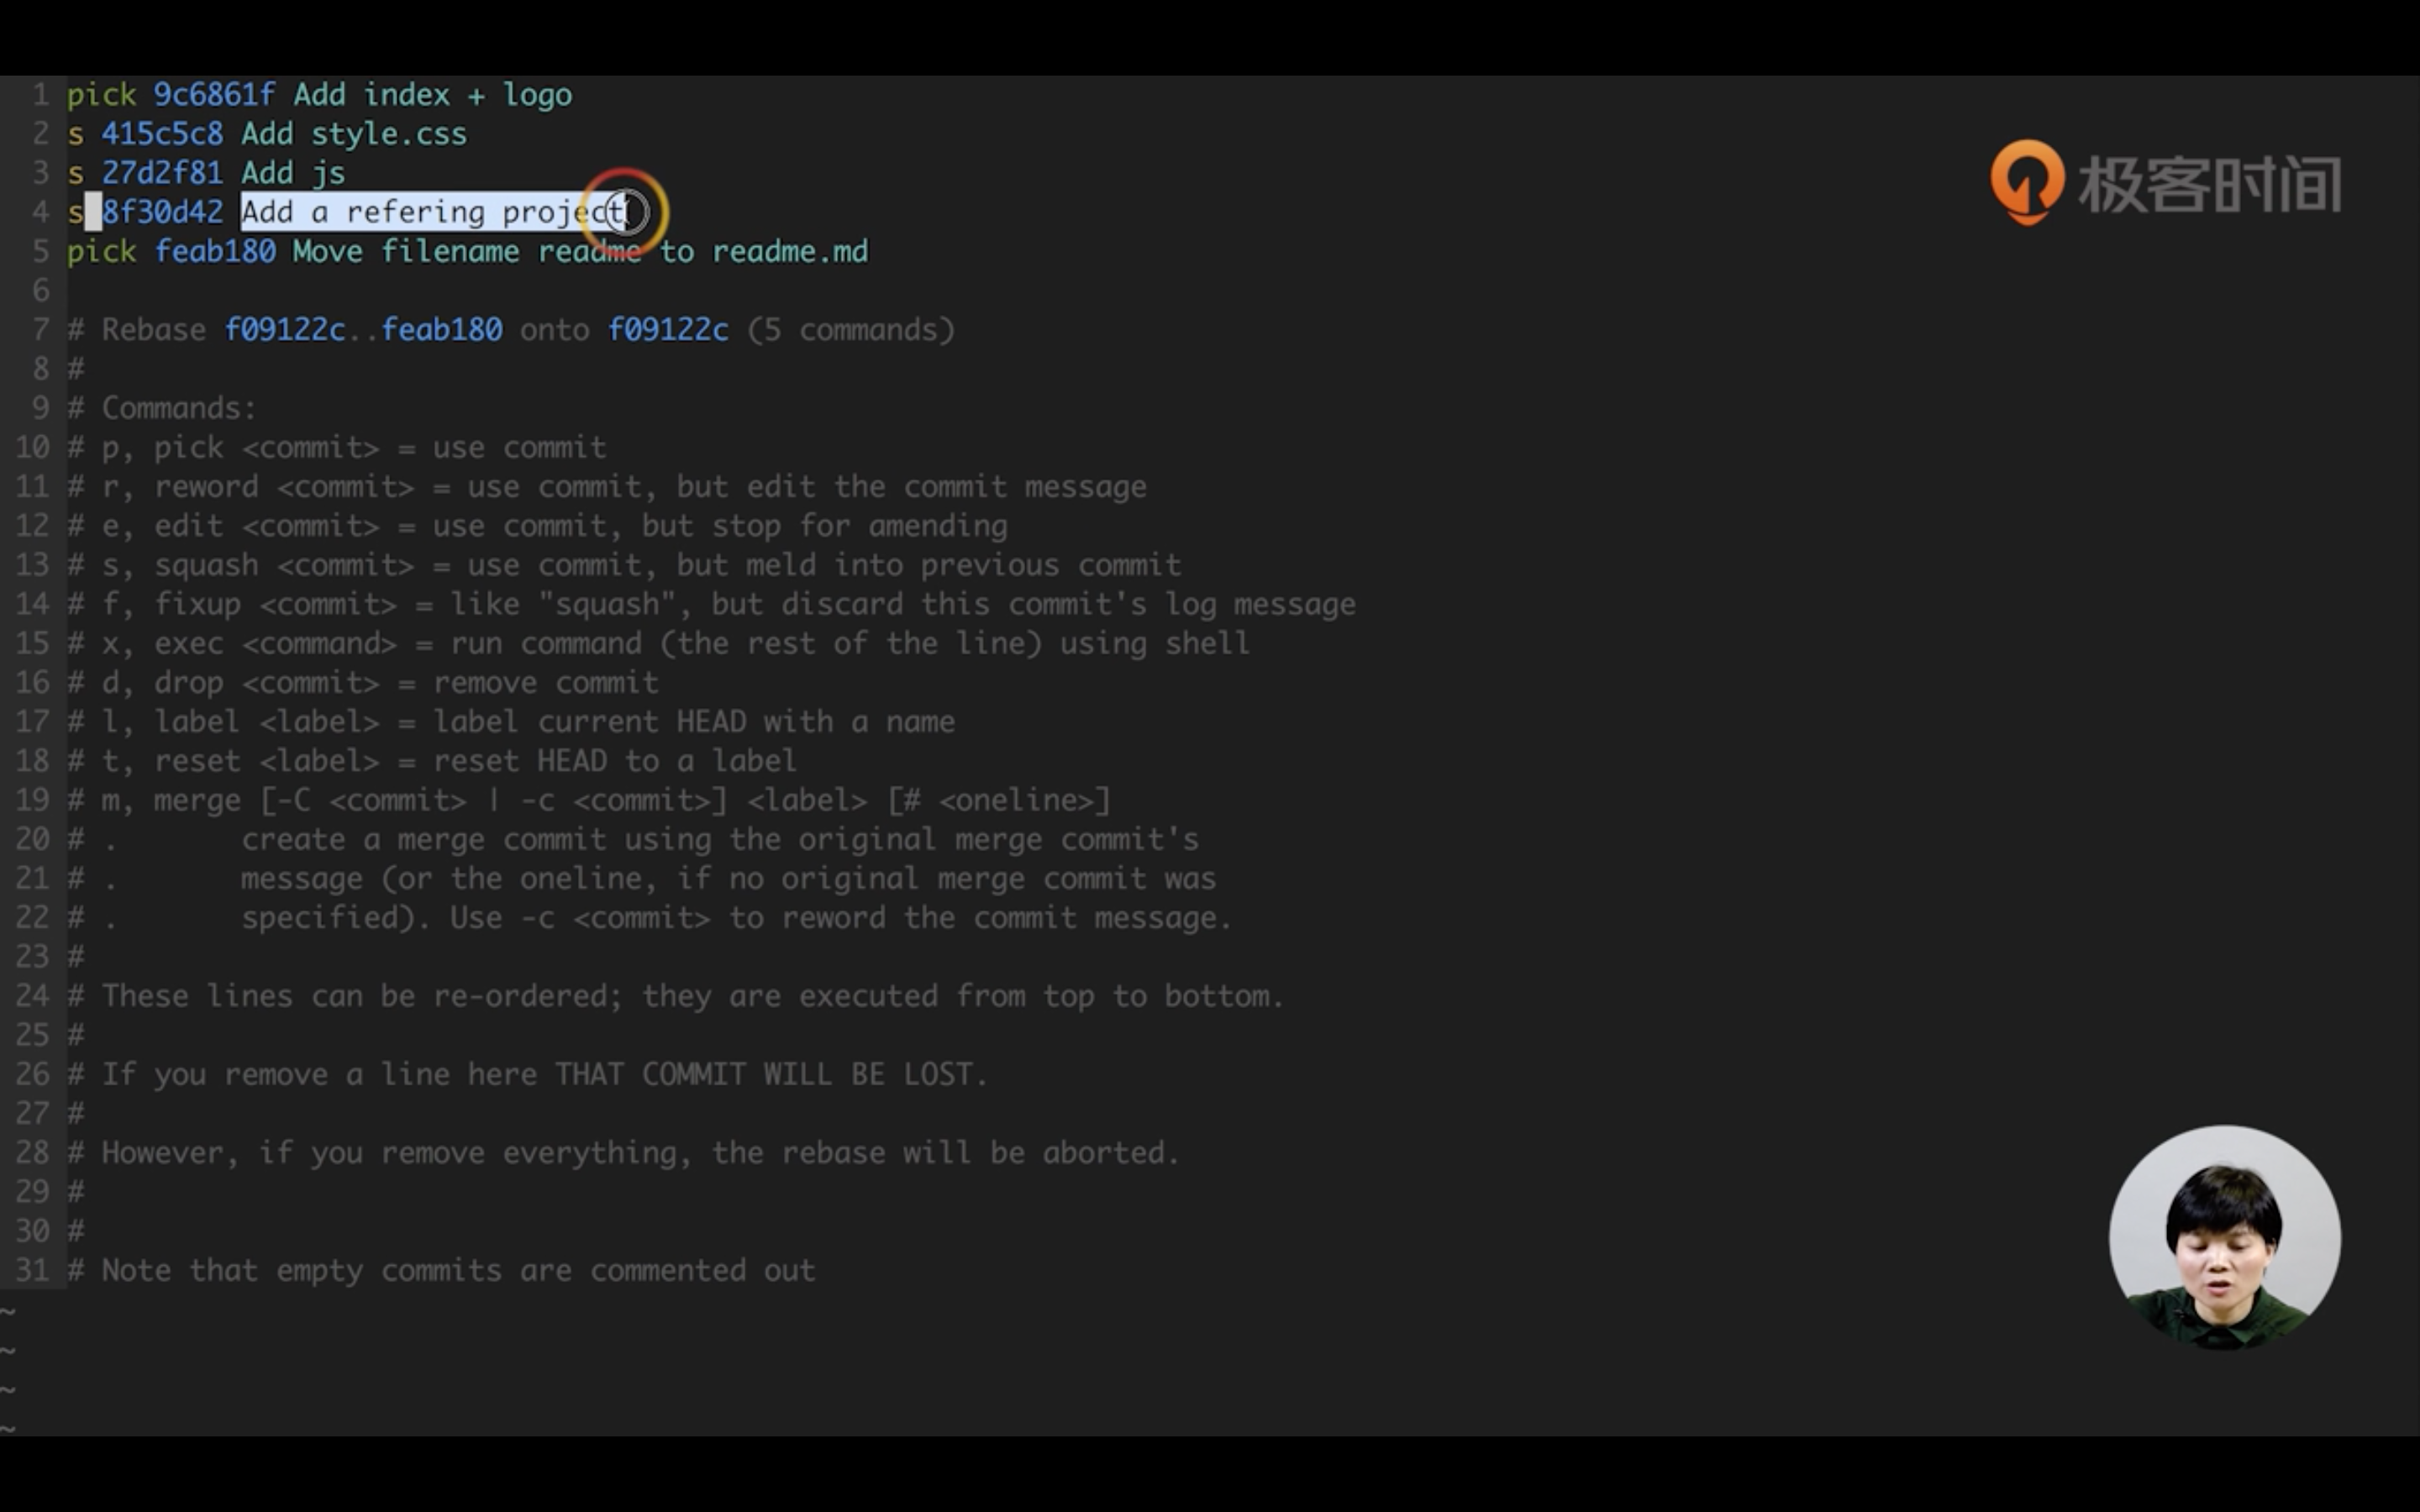 1 pick 9c6861f Add index + logo
2 s 415c5c8 Add style.css
3 s 27d2f81 Add js
4 s 8f30d42 Add a refering project
5 pick feab180 Move filename readme to readme.md
6
7 # Rebase f09122c..feab180 onto f09122c (5 commands)
8 #
9 # Commands:
10 # p, pick <commit> = use commit
11 # r, reword <commit> = use commit, but edit the commit message
12 # e, edit <commit> = use commit, but stop for amending
13 # s, squash <commit> = use commit, but meld into previous commit
14 # f, fixup <commit> = like "squash", but discard this commit's log message
15 # x, exec <command> = run command (the rest of the line) using shell
16 # d, drop <commit> = remove commit
17 # l, label <label> = label current HEAD with a name
18 # t, reset <label> = reset HEAD to a label
19 # m, merge [-C <commit> | -c <commit>] <label> [# <oneline>]
20 # .       create a merge commit using the original merge commit's
21 # .       message (or the oneline, if no original merge commit was
22 # .       specified). Use -c <commit> to reword the commit message.
23 #
24 # These lines can be re-ordered; they are executed from top to bottom.
25 #
26 # If you remove a line here THAT COMMIT WILL BE LOST.
27 #
28 # However, if you remove everything, the rebase will be aborted.
29 #
30 #
31 # Note that empty commits are commented out
~
~
~
~
极客时间